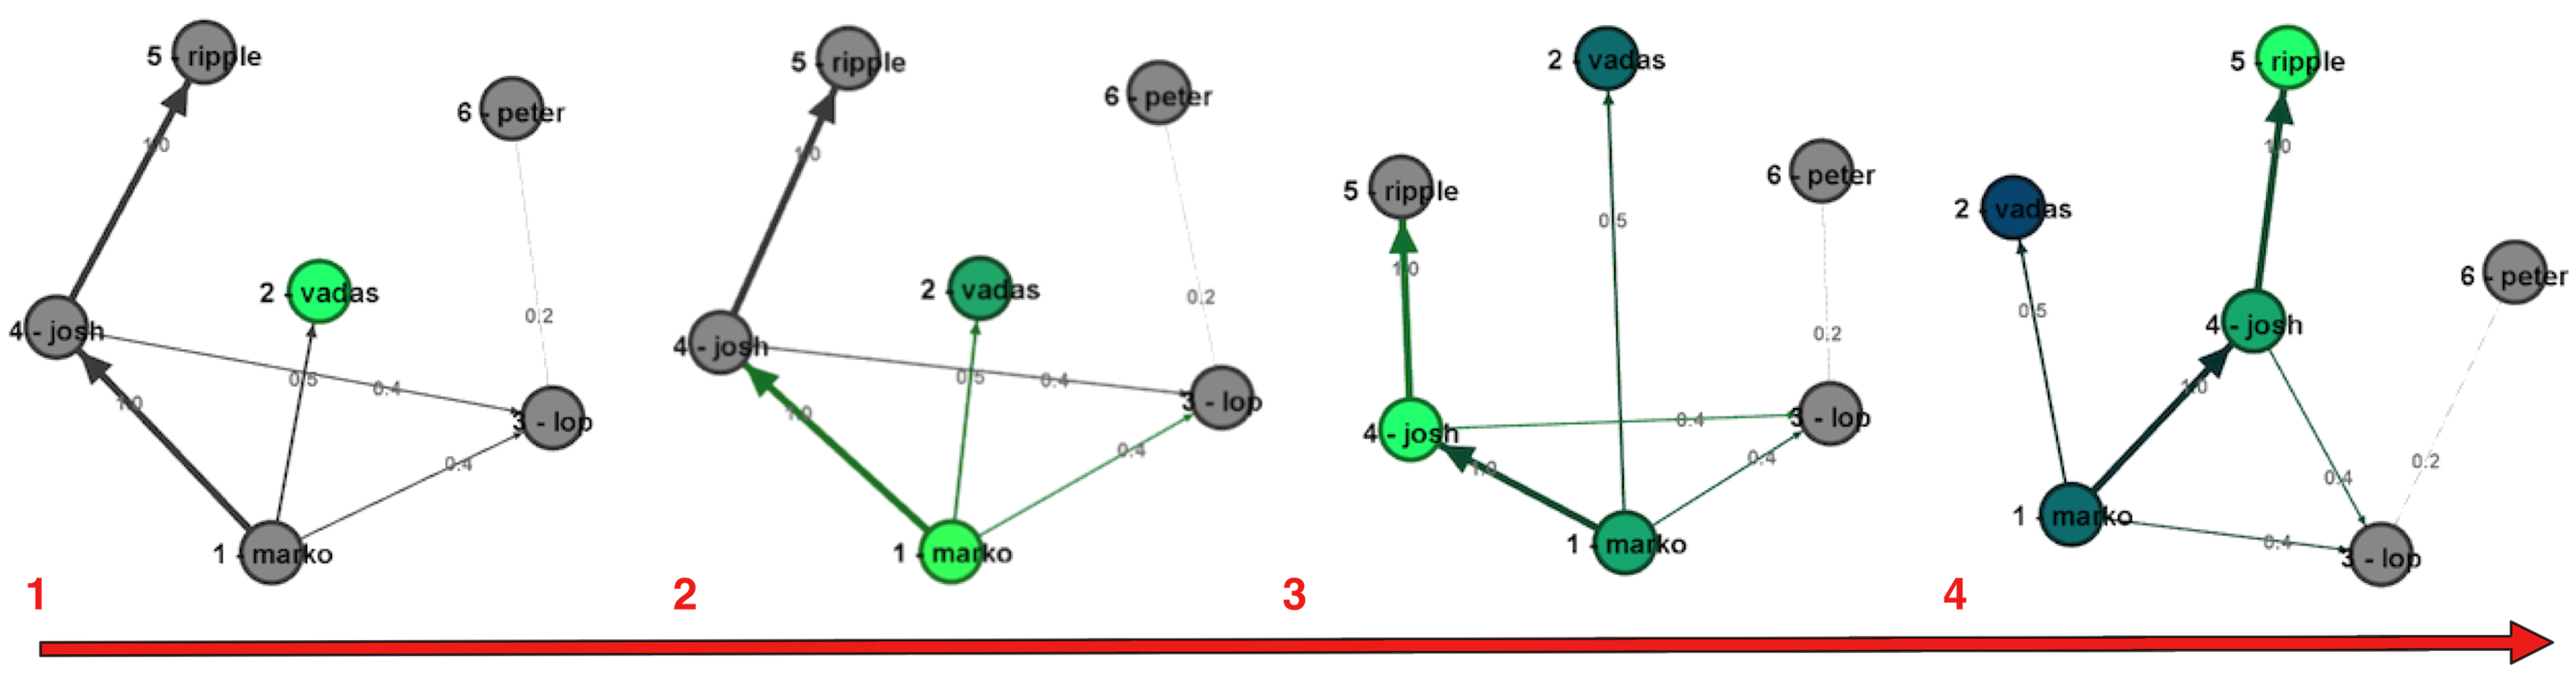 5 - ripple
6 - peter
1.0
2 - vadas
0.2
4 - josh
0.5
0.4
1.0
3 - lop
0.4
1 - marko
1
5 - ripple
6 - peter
1.0
2 - vadas
0.2
4 - josh
0.5
0.4
3 - lop
1.0
0.4
1 - marko
2
2 - vadas
6 - peter
5 - ripple
0.5
1.0
0.2
0.4
3 - lop
4 - josh
0.4
1.0
1 - marko
3
5 - ripple
1.0
2 - vadas
6 - peter
0.5
4 - josh
1.0
0.2
0.4
1 - marko
0.4
3 - lop
4